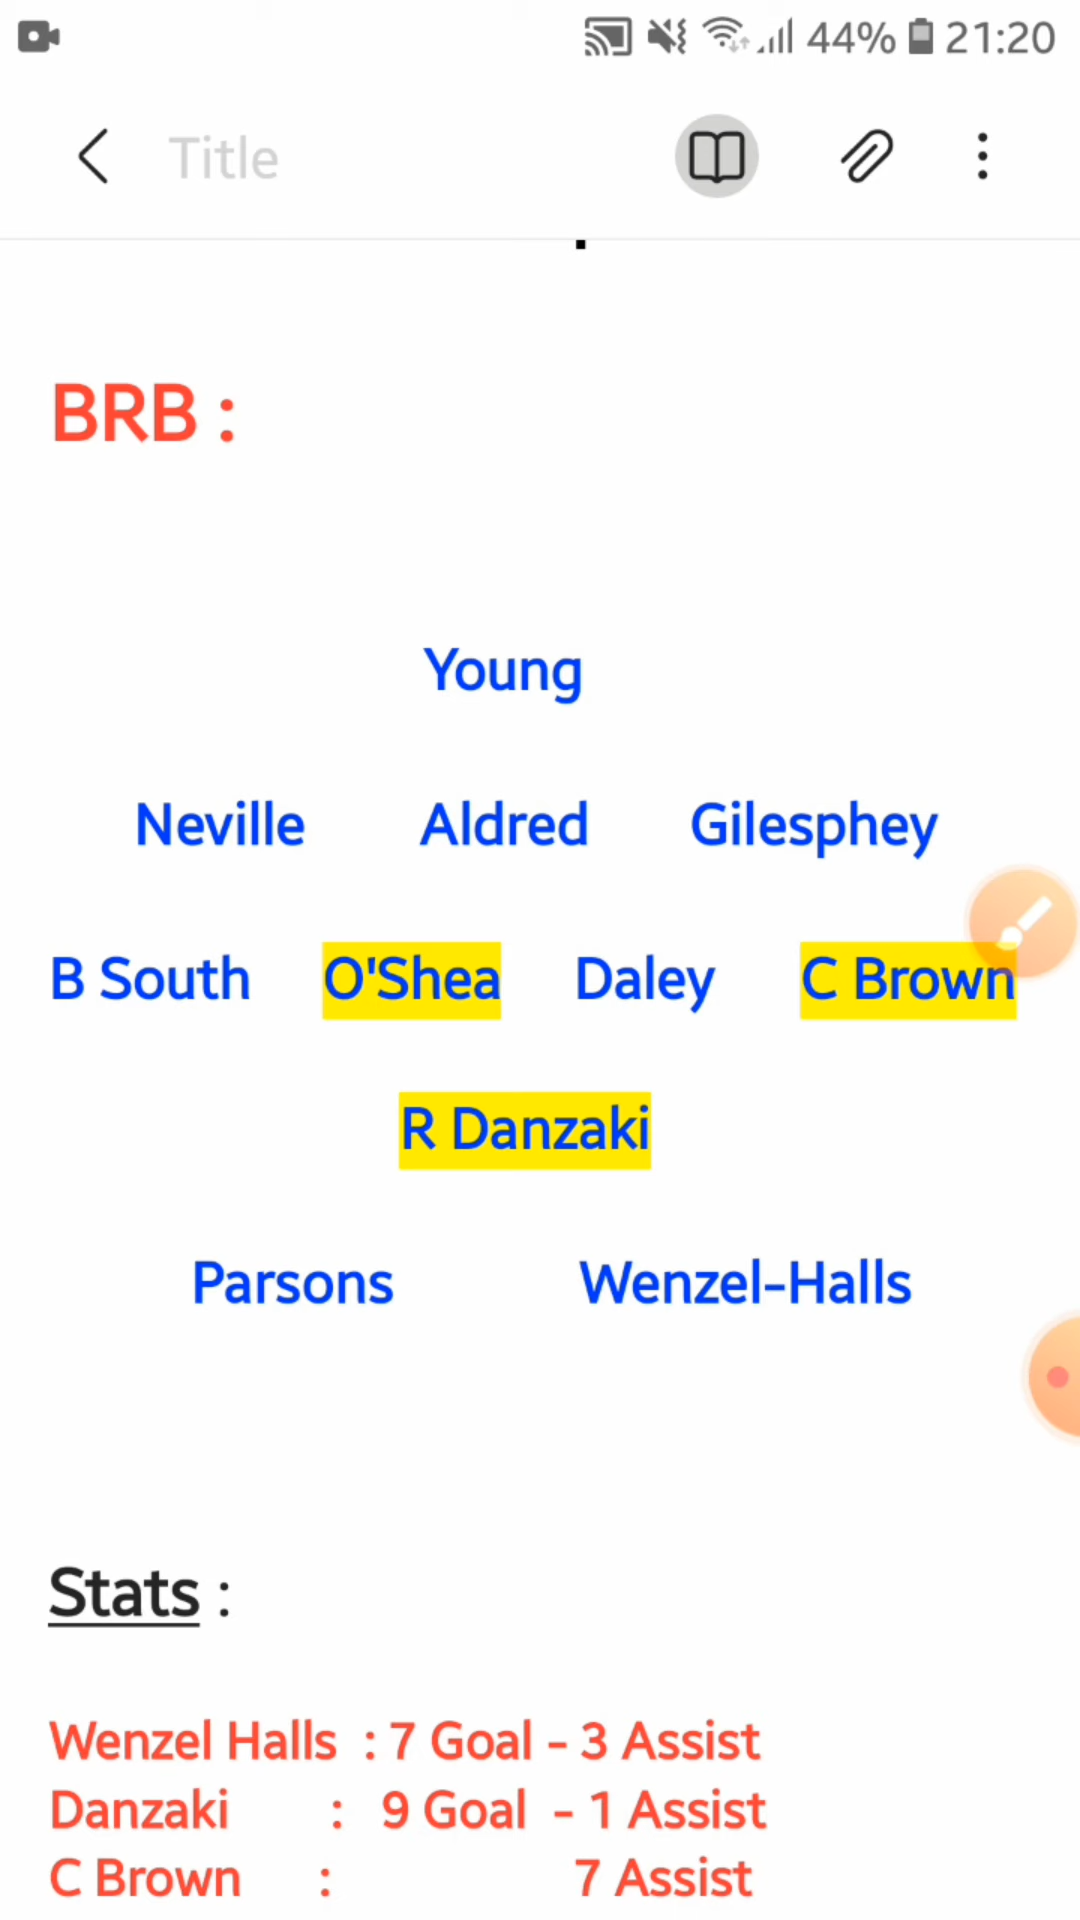 44% 21:20
Title
BRB :
Young
Neville Aldred Gilesphey
B South O'Shea Daley C Brown
R Danzaki
Parsons Wenzel-Halls
Stats :
Wenzel Halls : 7 Goal - 3 Assist
Danzaki : 9 Goal - 1 Assist
C Brown : 7 Assist